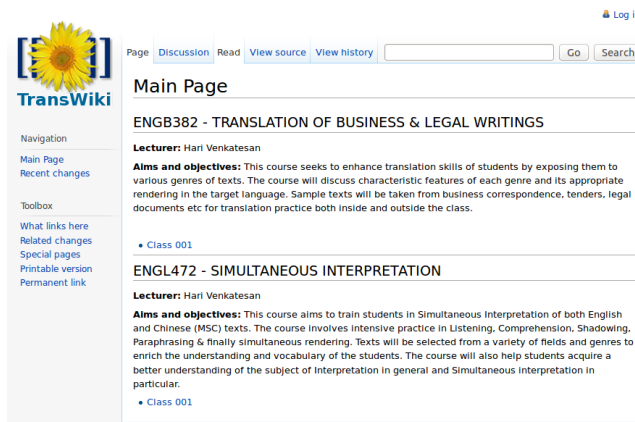 Log i
TransWiki
Page Discussion Read View source View history Go Search
Main Page
ENGB382 - TRANSLATION OF BUSINESS & LEGAL WRITINGS
Lecturer: Hari Venkatesan
Aims and objectives: This course seeks to enhance translation skills of students by exposing them to
various genres of texts. The course will discuss characteristic features of each genre and its appropriate
rendering in the target language. Sample texts will be taken from business correspondence, tenders, legal
documents etc for translation practice both inside and outside the class.
• Class 001
ENGL472 - SIMULTANEOUS INTERPRETATION
Lecturer: Hari Venkatesan
Aims and objectives: This course aims to train students in Simultaneous Interpretation of both English
and Chinese (MSC) texts. The course involves intensive practice in Listening, Comprehension, Shadowing,
Paraphrasing & finally simultaneous rendering. Texts will be selected from a variety of fields and genres to
enrich the understanding and vocabulary of the students. The course will also help students acquire a
better understanding of the subject of Interpretation in general and Simultaneous interpretation in
particular.
• Class 001
Navigation
Main Page
Recent changes
Toolbox
What links here
Related changes
Special pages
Printable version
Permanent link